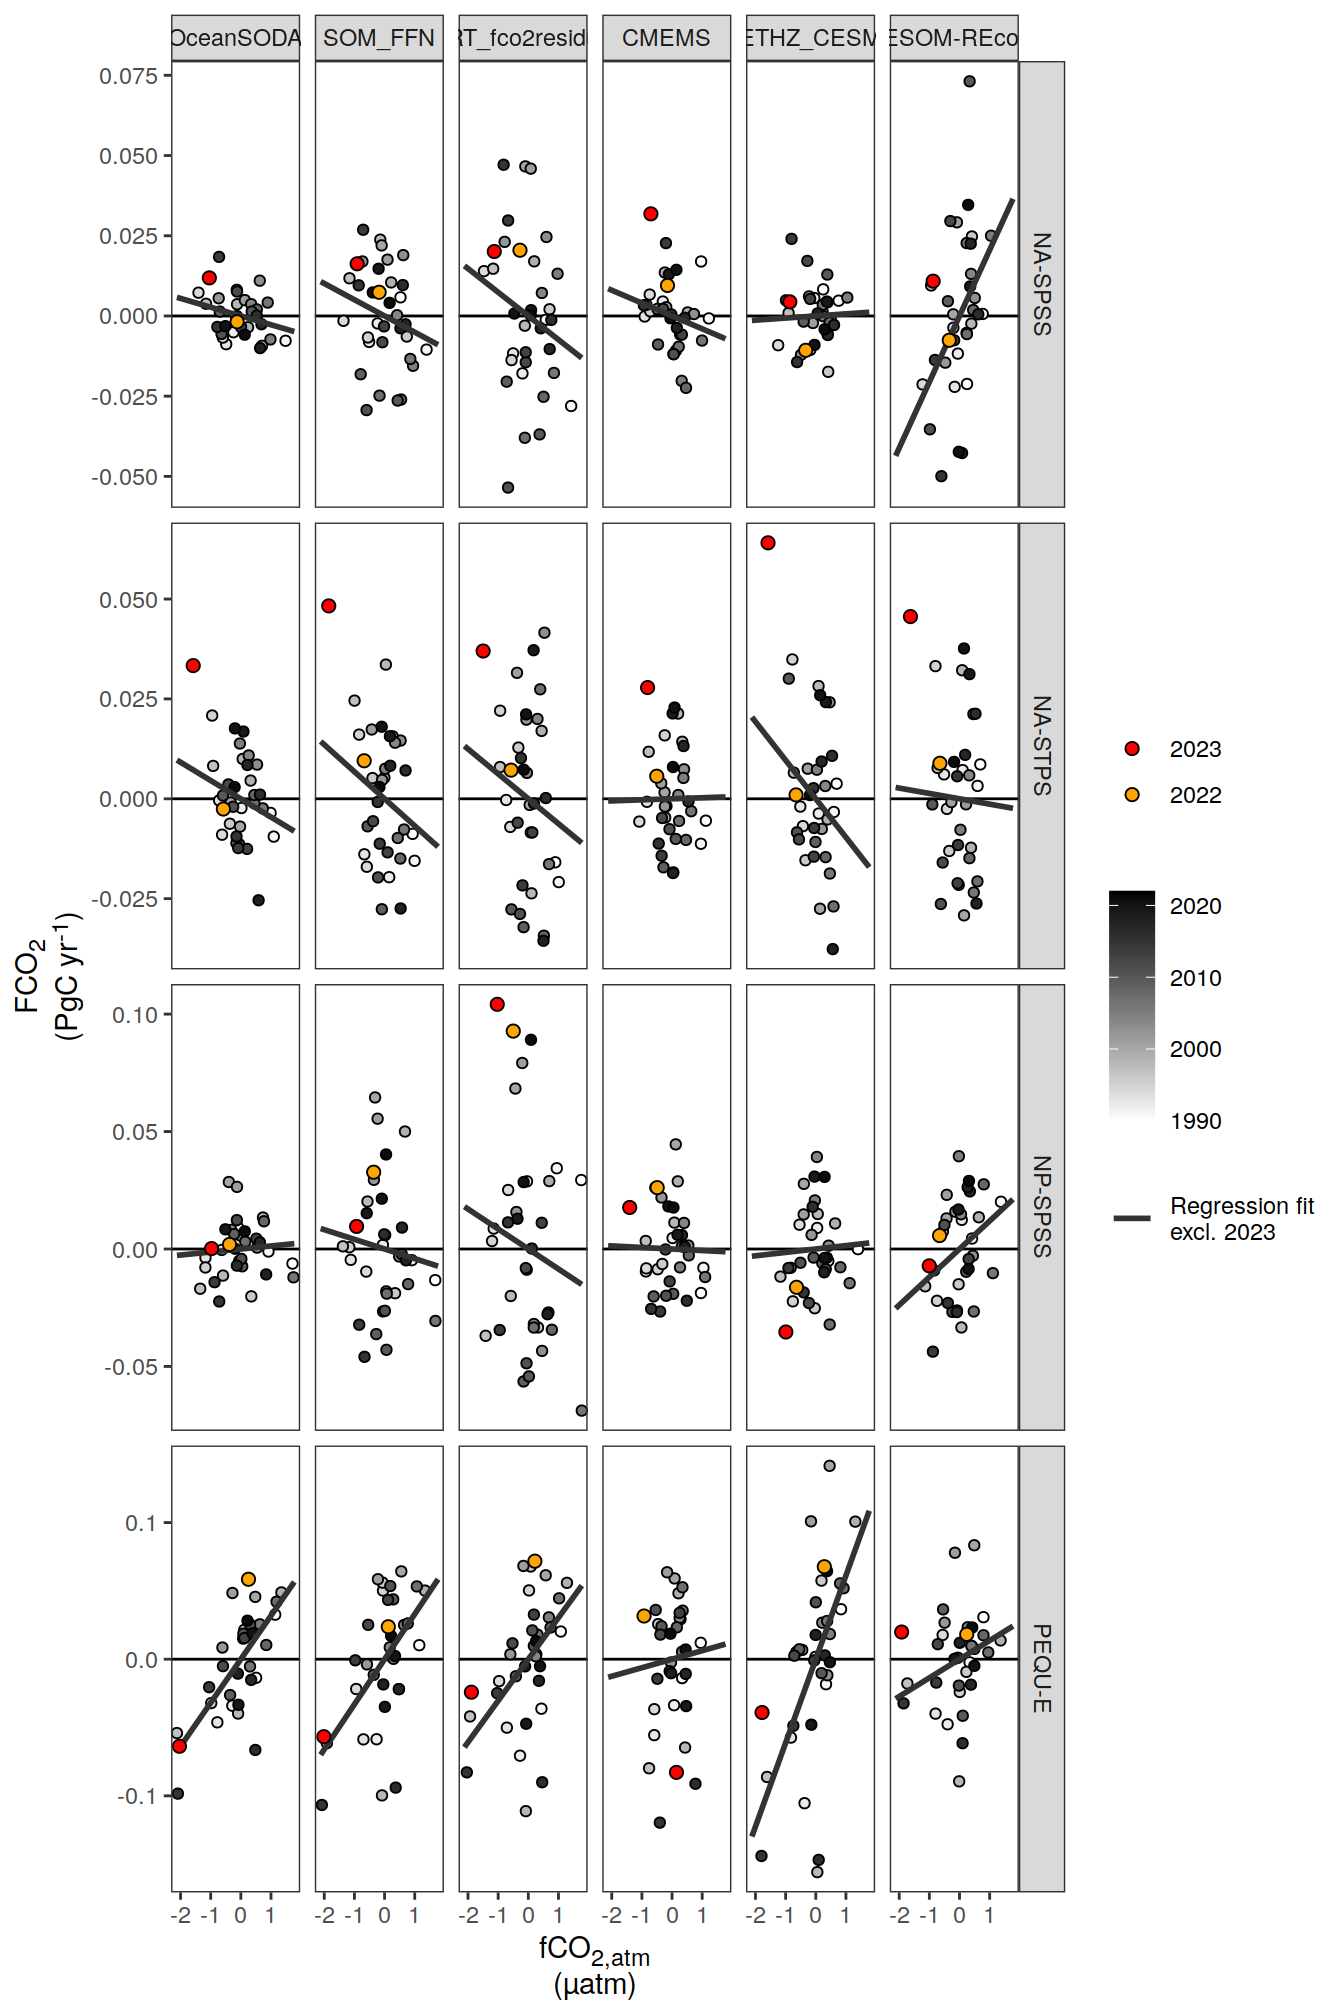 OceanSODA SOM_FFN RT_fco2resid CMEMS ETHZ_CESM ESOM-REco
0.075
0.050
0.025
0.000
-0.025
-0.050
NA-SPSS
0.050
0.025
0.000
-0.025
NA-STPS
0.10
0.05
0.00
-0.05
NP-SPSS
0.1
0.0
-0.1
PEQU-E
-2 -1 0 1 -2 -1 0 1 -2 -1 0 1 -2 -1 0 1 -2 -1 0 1 -2 -1 0 1
fCO2,atm
(µatm)
FCO2
(PgC yr-1)
2023
2022
2020
2010
2000
1990
Regression fit
excl. 2023